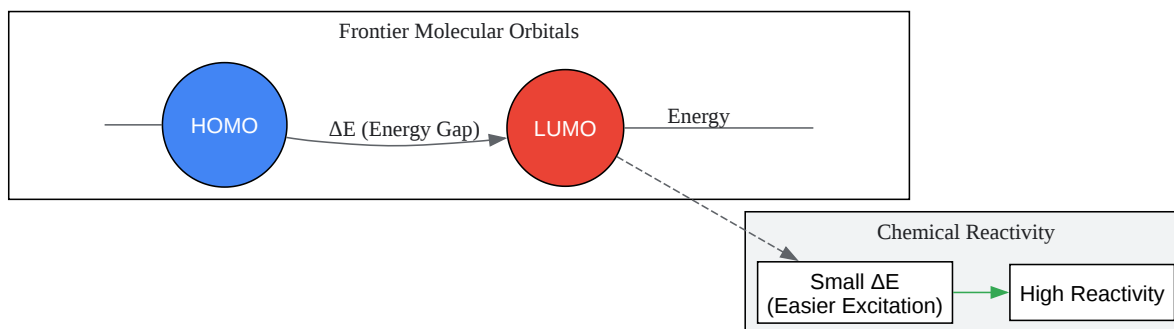 Frontier Molecular Orbitals
HOMO
ΔE (Energy Gap)
LUMO
Energy
Chemical Reactivity
Small ΔE
(Easier Excitation)
High Reactivity